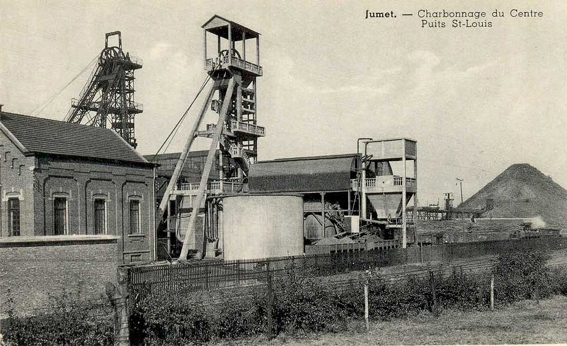 Jumet. — Charbonnage du Centre
Puits St-Louis